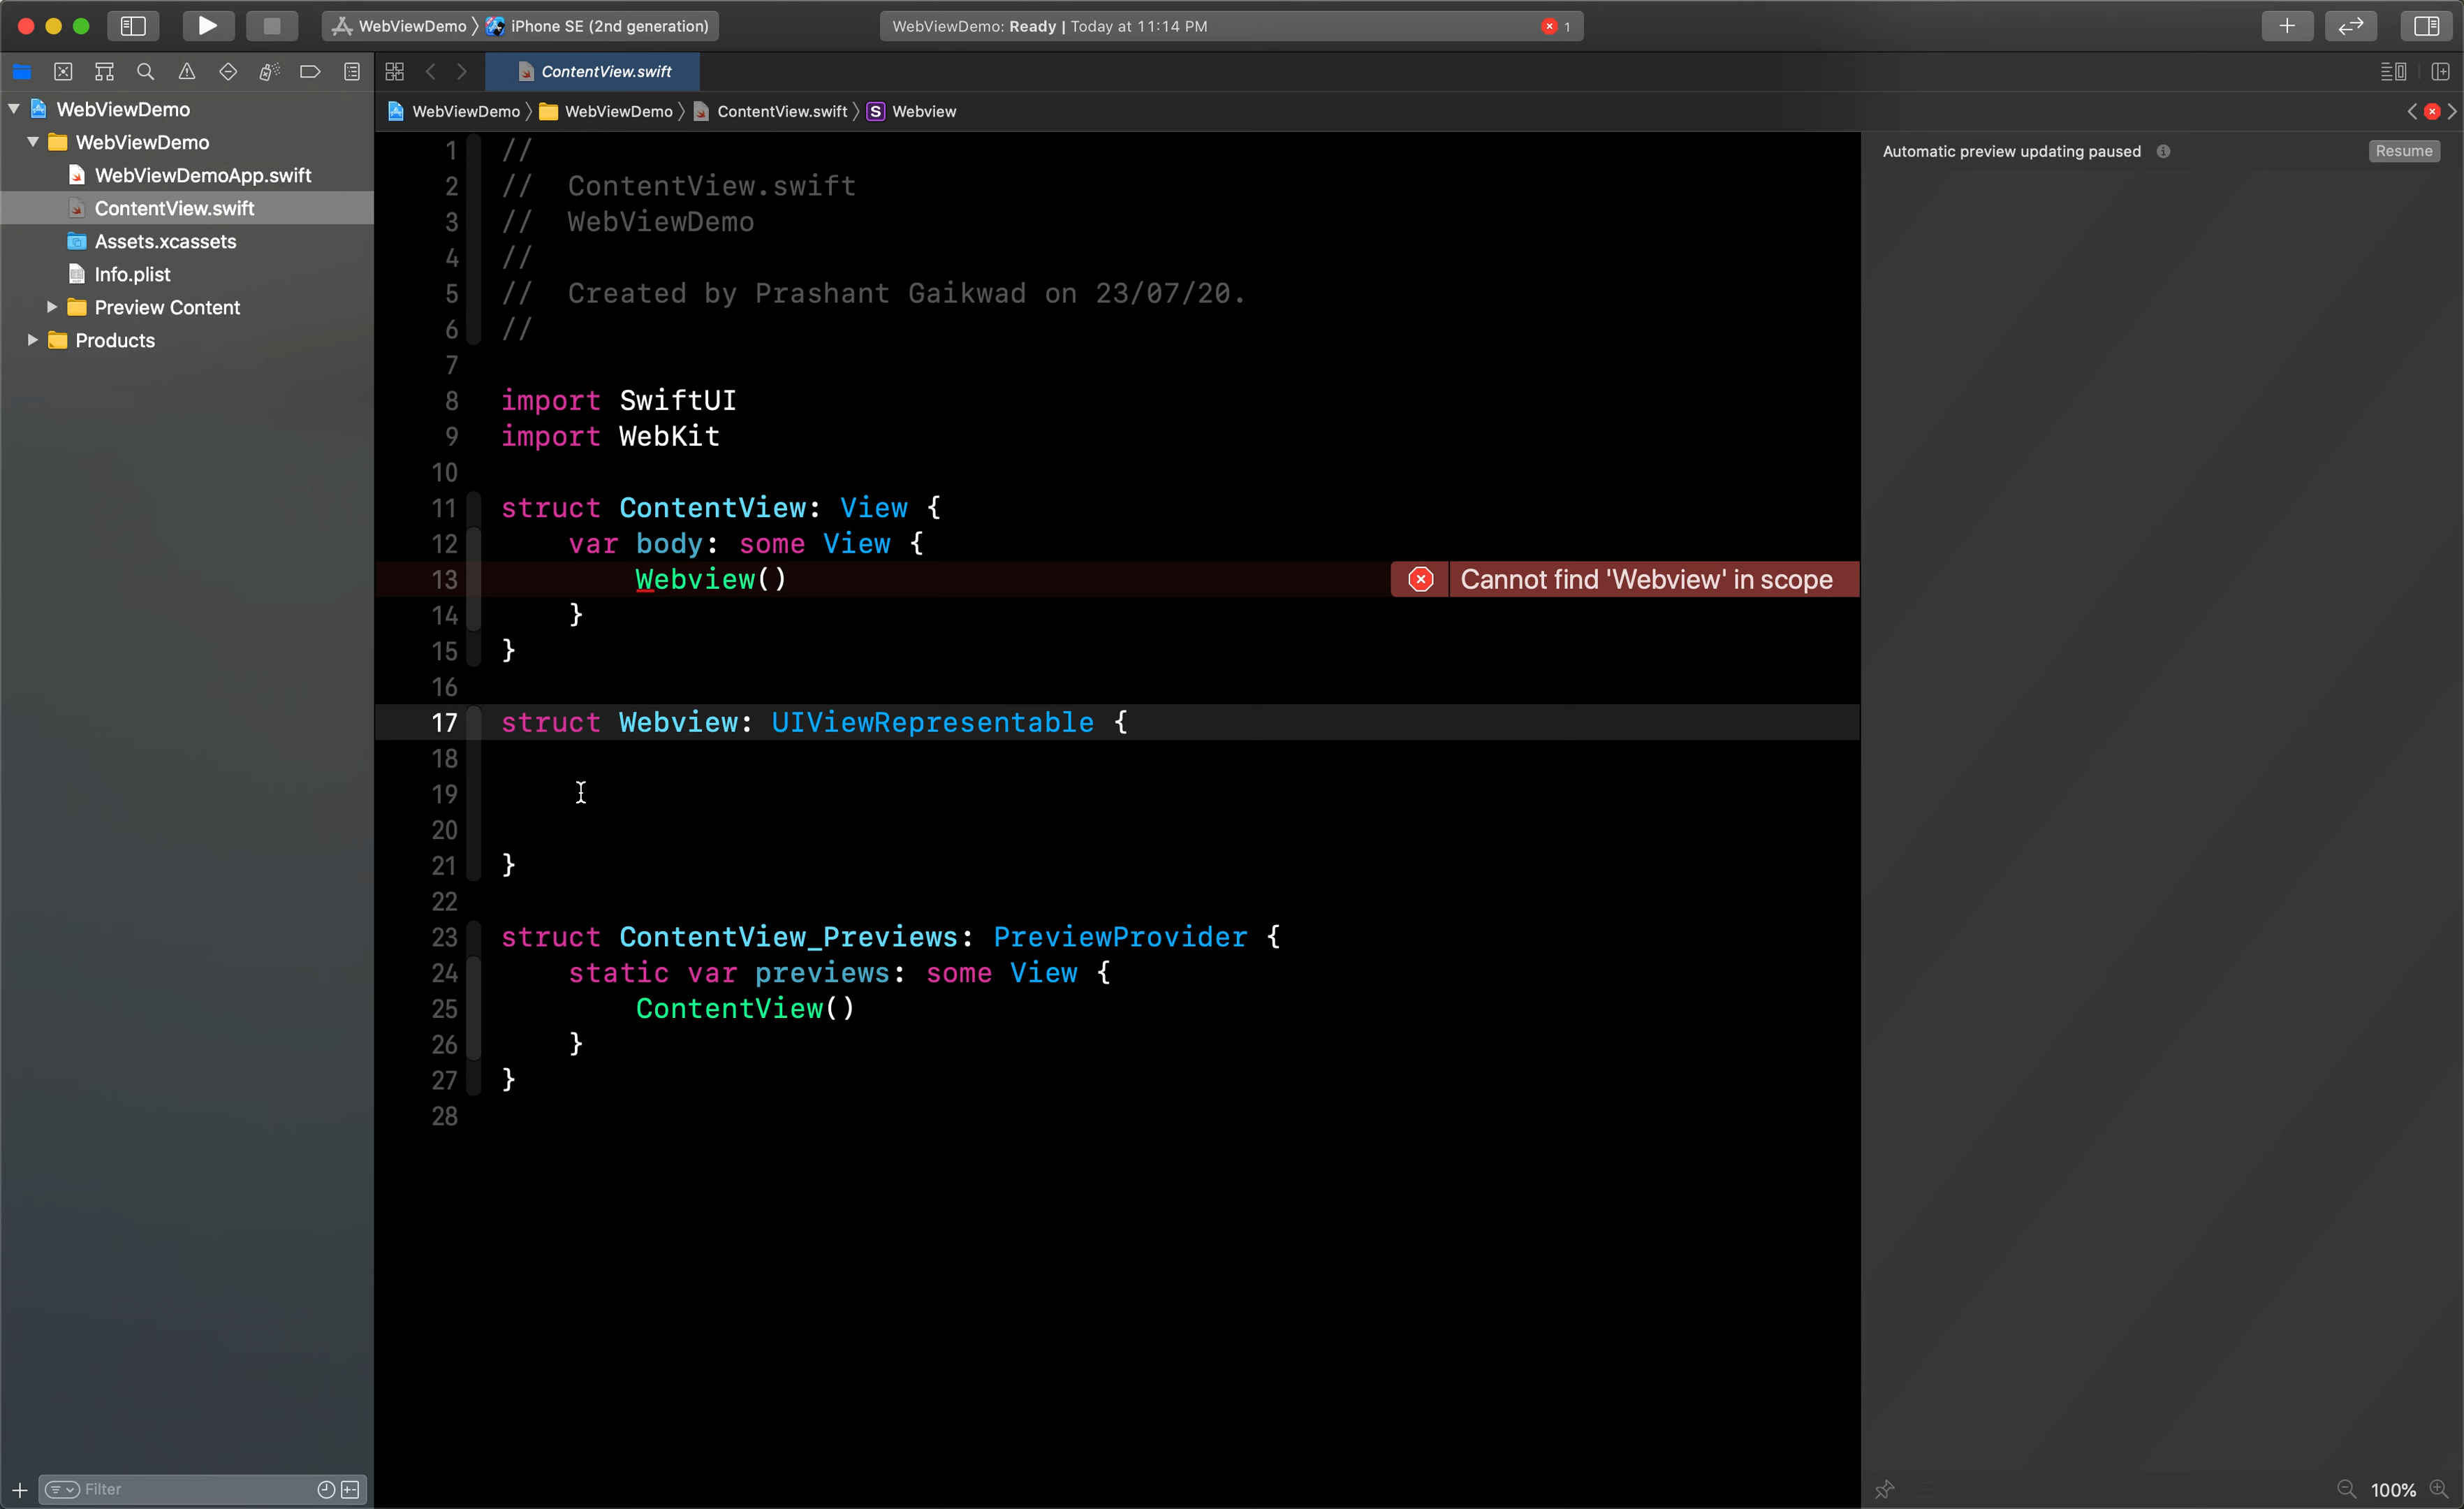 WebViewDemo 〉 iPhone SE (2nd generation)
WebViewDemo: Ready | Today at 11:14 PM
1
ContentView.swift
WebViewDemo 〉 WebViewDemo 〉 ContentView.swift 〉 S Webview
WebViewDemo
WebViewDemo
WebViewDemoApp.swift
ContentView.swift
Assets.xcassets
Info.plist
Preview Content
Products
Filter
1 //
2 //  ContentView.swift
3 //  WebViewDemo
4 //
5 //  Created by Prashant Gaikwad on 23/07/20.
6 //
7
8 import SwiftUI
9 import WebKit
10
11 struct ContentView: View {
12     var body: some View {
13         Webview()
Cannot find 'Webview' in scope
14     }
15 }
16
17 struct Webview: UIViewRepresentable {
18
19
20
21 }
22
23 struct ContentView_Previews: PreviewProvider {
24     static var previews: some View {
25         ContentView()
26     }
27 }
28
Automatic preview updating paused
Resume
100%